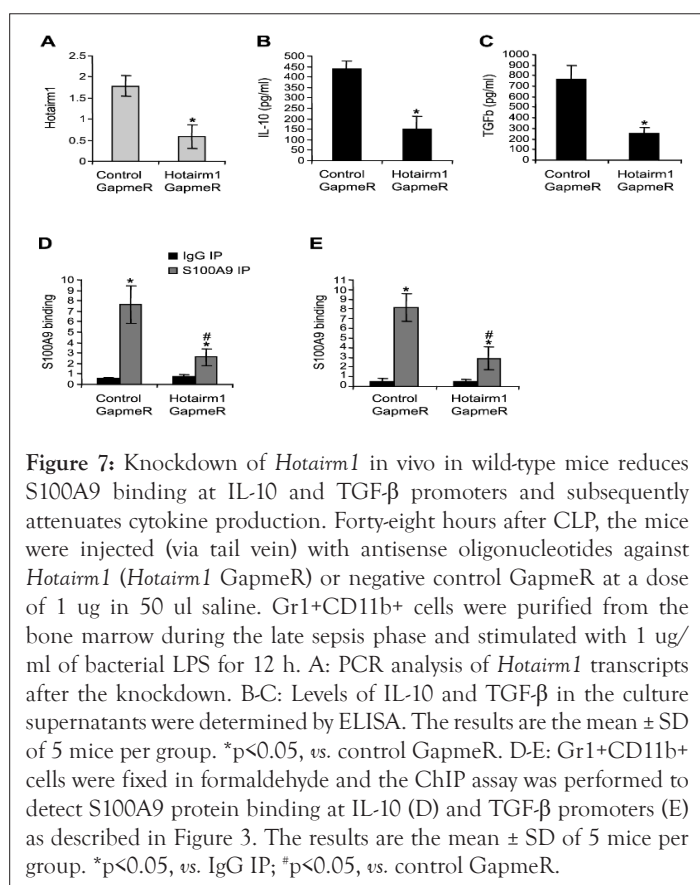 A
B
C
Hotairm1
2.5
2
1.5
1
0.5
0
*
Control GapmeR
Hotairm1 GapmeR
IL-10 (pg/ml)
500
450
400
350
300
250
200
150
100
50
0
*
Control GapmeR
Hotairm1 GapmeR
TGFb (pg/ml)
1000
900
800
700
600
500
400
300
200
100
0
*
Control GapmeR
Hotairm1 GapmeR
D
E
IgG IP
S100A9 IP
S100A9 binding
10
9
8
7
6
5
4
3
2
1
0
*
#
*
Control GapmeR
Hotairm1 GapmeR
S100A9 binding
11
10
9
8
7
6
5
4
3
2
1
0
*
#
*
Control GapmeR
Hotairm1 GapmeR
Figure 7: Knockdown of Hotairm1 in vivo in wild-type mice reduces
S100A9 binding at IL-10 and TGF-β promoters and subsequently
attenuates cytokine production. Forty-eight hours after CLP, the mice
were injected (via tail vein) with antisense oligonucleotides against
Hotairm1 (Hotairm1 GapmeR) or negative control GapmeR at a dose
of 1 ug in 50 ul saline. Gr1+CD11b+ cells were purified from the
bone marrow during the late sepsis phase and stimulated with 1 ug/
ml of bacterial LPS for 12 h. A: PCR analysis of Hotairm1 transcripts
after the knockdown. B-C: Levels of IL-10 and TGF-β in the culture
supernatants were determined by ELISA. The results are the mean ± SD
of 5 mice per group. *p<0.05, vs. control GapmeR. D-E: Gr1+CD11b+
cells were fixed in formaldehyde and the ChIP assay was performed to
detect S100A9 protein binding at IL-10 (D) and TGF-β promoters (E)
as described in Figure 3. The results are the mean ± SD of 5 mice per
group. *p<0.05, vs. IgG IP; #p<0.05, vs. control GapmeR.